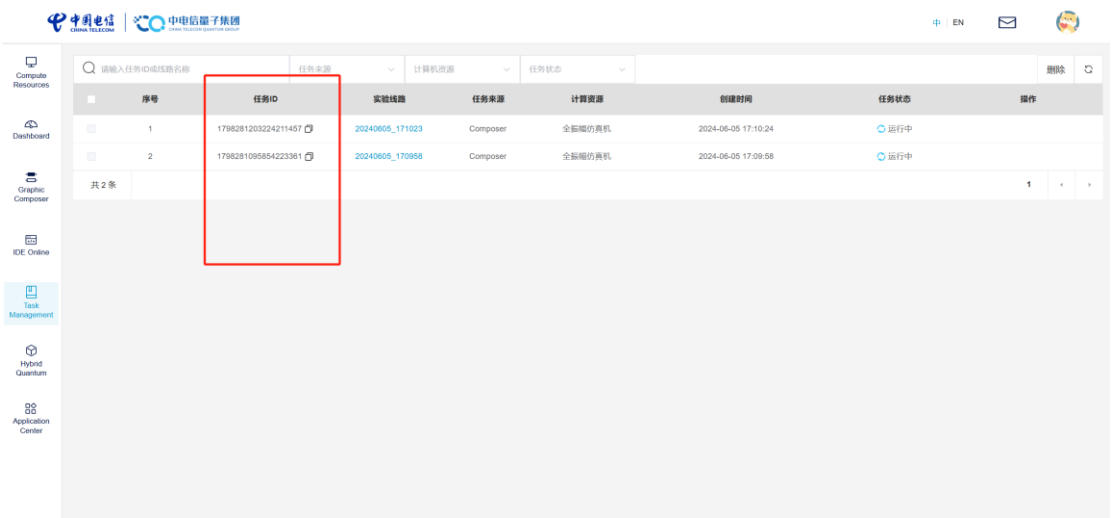 中国电信 CHINA TELECOM 中电信量子集团 CHINA TELECOM QUANTUM GROUP 中 EN
Compute
Resources
Dashboard
Graphic
Composer
IDE Online
Task
Management
Hybrid
Quantum
Application
Center
请输入任务ID或线路名称 任务来源 计算机资源 任务状态 删除
序号 任务ID 实验线路 任务来源 计算资源 创建时间 任务状态 操作
1 1798281203224211457 20240605_171023 Composer 全振幅仿真机 2024-06-05 17:10:24 运行中
2 1798281095854223361 20240605_170958 Composer 全振幅仿真机 2024-06-05 17:09:58 运行中
共 2 条 1